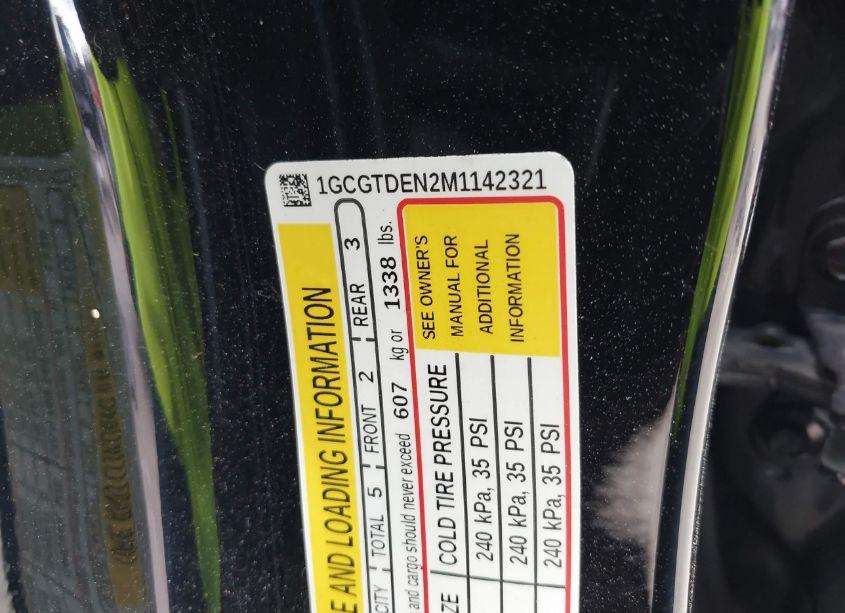 1GCGTDEN2M1142321
E AND LOADING INFORMATION
CITY TOTAL 5 FRONT 2 REAR 3
and cargo should never exceed 607 kg or 1338 lbs.
ZE COLD TIRE PRESSURE
240 kPa, 35 PSI
240 kPa, 35 PSI
240 kPa, 35 PSI
SEE OWNER'S
MANUAL FOR
ADDITIONAL
INFORMATION